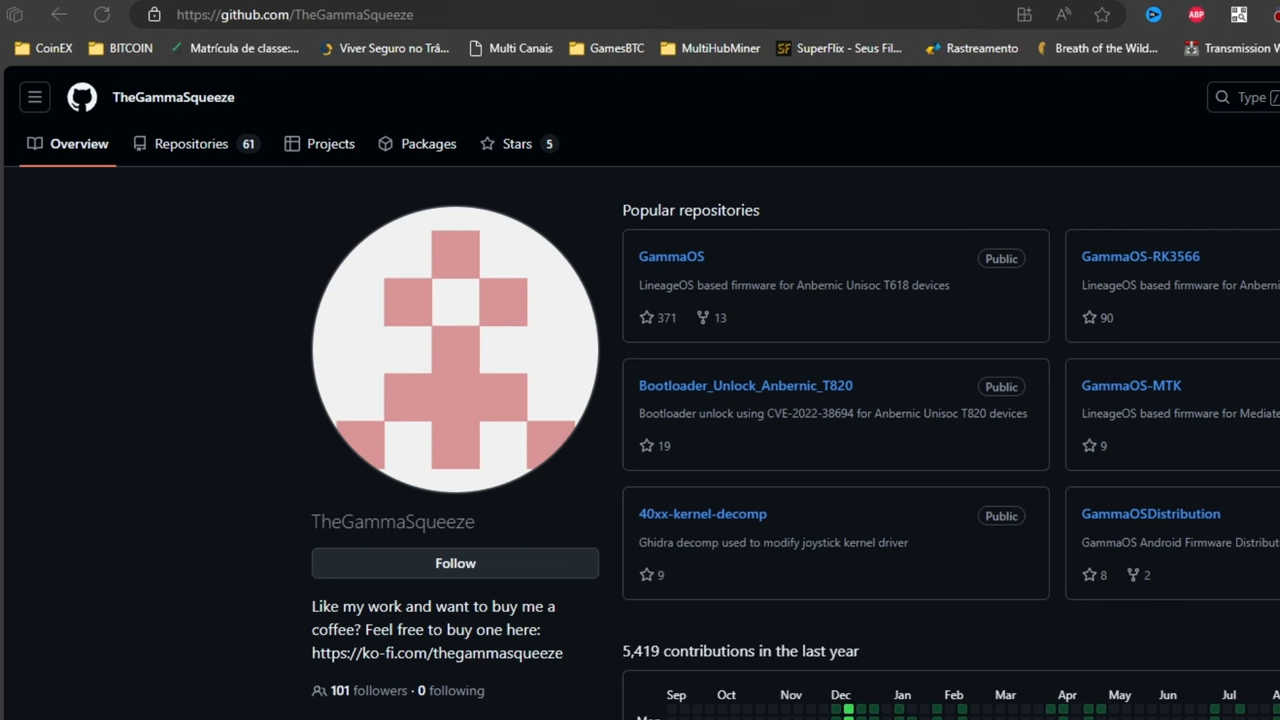 https://github.com/TheGammaSqueeze
ABP
CoinEX
BITCOIN
Matrícula de classe:...
Viver Seguro no Trâ...
Multi Canais
GamesBTC
MultiHubMiner
SF
SuperFlix - Seus Fil...
Rastreamento
Breath of the Wild...
Transmission W
TheGammaSqueeze
Type /
Overview
Repositories 61
Projects
Packages
Stars 5
Popular repositories
GammaOS
Public
LineageOS based firmware for Anbernic Unisoc T618 devices
371 13
GammaOS-RK3566
LineageOS based firmware for Anberni
90
Bootloader_Unlock_Anbernic_T820
Public
Bootloader unlock using CVE-2022-38694 for Anbernic Unisoc T820 devices
19
GammaOS-MTK
LineageOS based firmware for Mediate
9
40xx-kernel-decomp
Public
Ghidra decomp used to modify joystick kernel driver
9
GammaOSDistribution
GammaOS Android Firmware Distribut
8 2
TheGammaSqueeze
Follow
Like my work and want to buy me a
coffee? Feel free to buy one here:
https://ko-fi.com/thegammasqueeze
101 followers · 0 following
5,419 contributions in the last year
Sep Oct Nov Dec Jan Feb Mar Apr May Jun Jul A